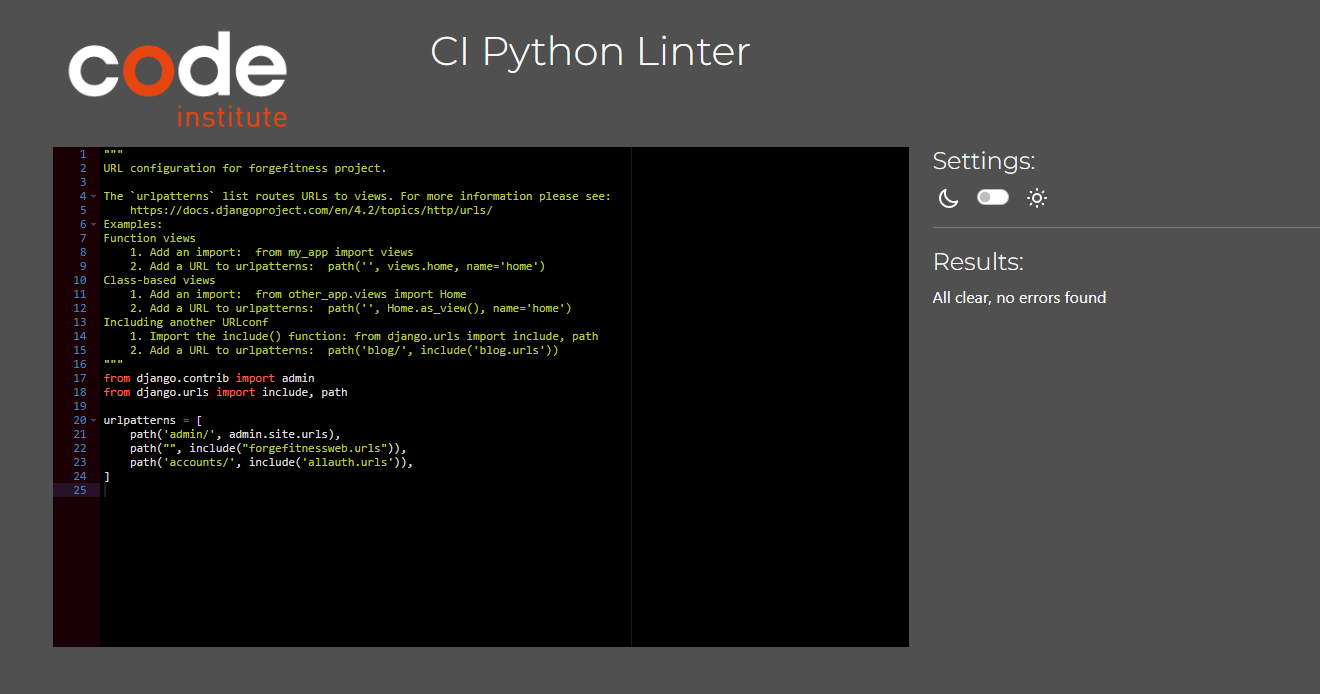 code
institute
CI Python Linter
1 """
2 URL configuration for forgefitness project.
3
4 The `urlpatterns` list routes URLs to views. For more information please see:
5     https://docs.djangoproject.com/en/4.2/topics/http/urls/
6 Examples:
7 Function views
8     1. Add an import:  from my_app import views
9     2. Add a URL to urlpatterns:  path('', views.home, name='home')
10 Class-based views
11     1. Add an import:  from other_app.views import Home
12     2. Add a URL to urlpatterns:  path('', Home.as_view(), name='home')
13 Including another URLconf
14     1. Import the include() function: from django.urls import include, path
15     2. Add a URL to urlpatterns:  path('blog/', include('blog.urls'))
16 """
17 from django.contrib import admin
18 from django.urls import include, path
19
20 urlpatterns = [
21     path('admin/', admin.site.urls),
22     path("", include("forgefitnessweb.urls")),
23     path('accounts/', include('allauth.urls')),
24 ]
25
Settings:
Results:
All clear, no errors found